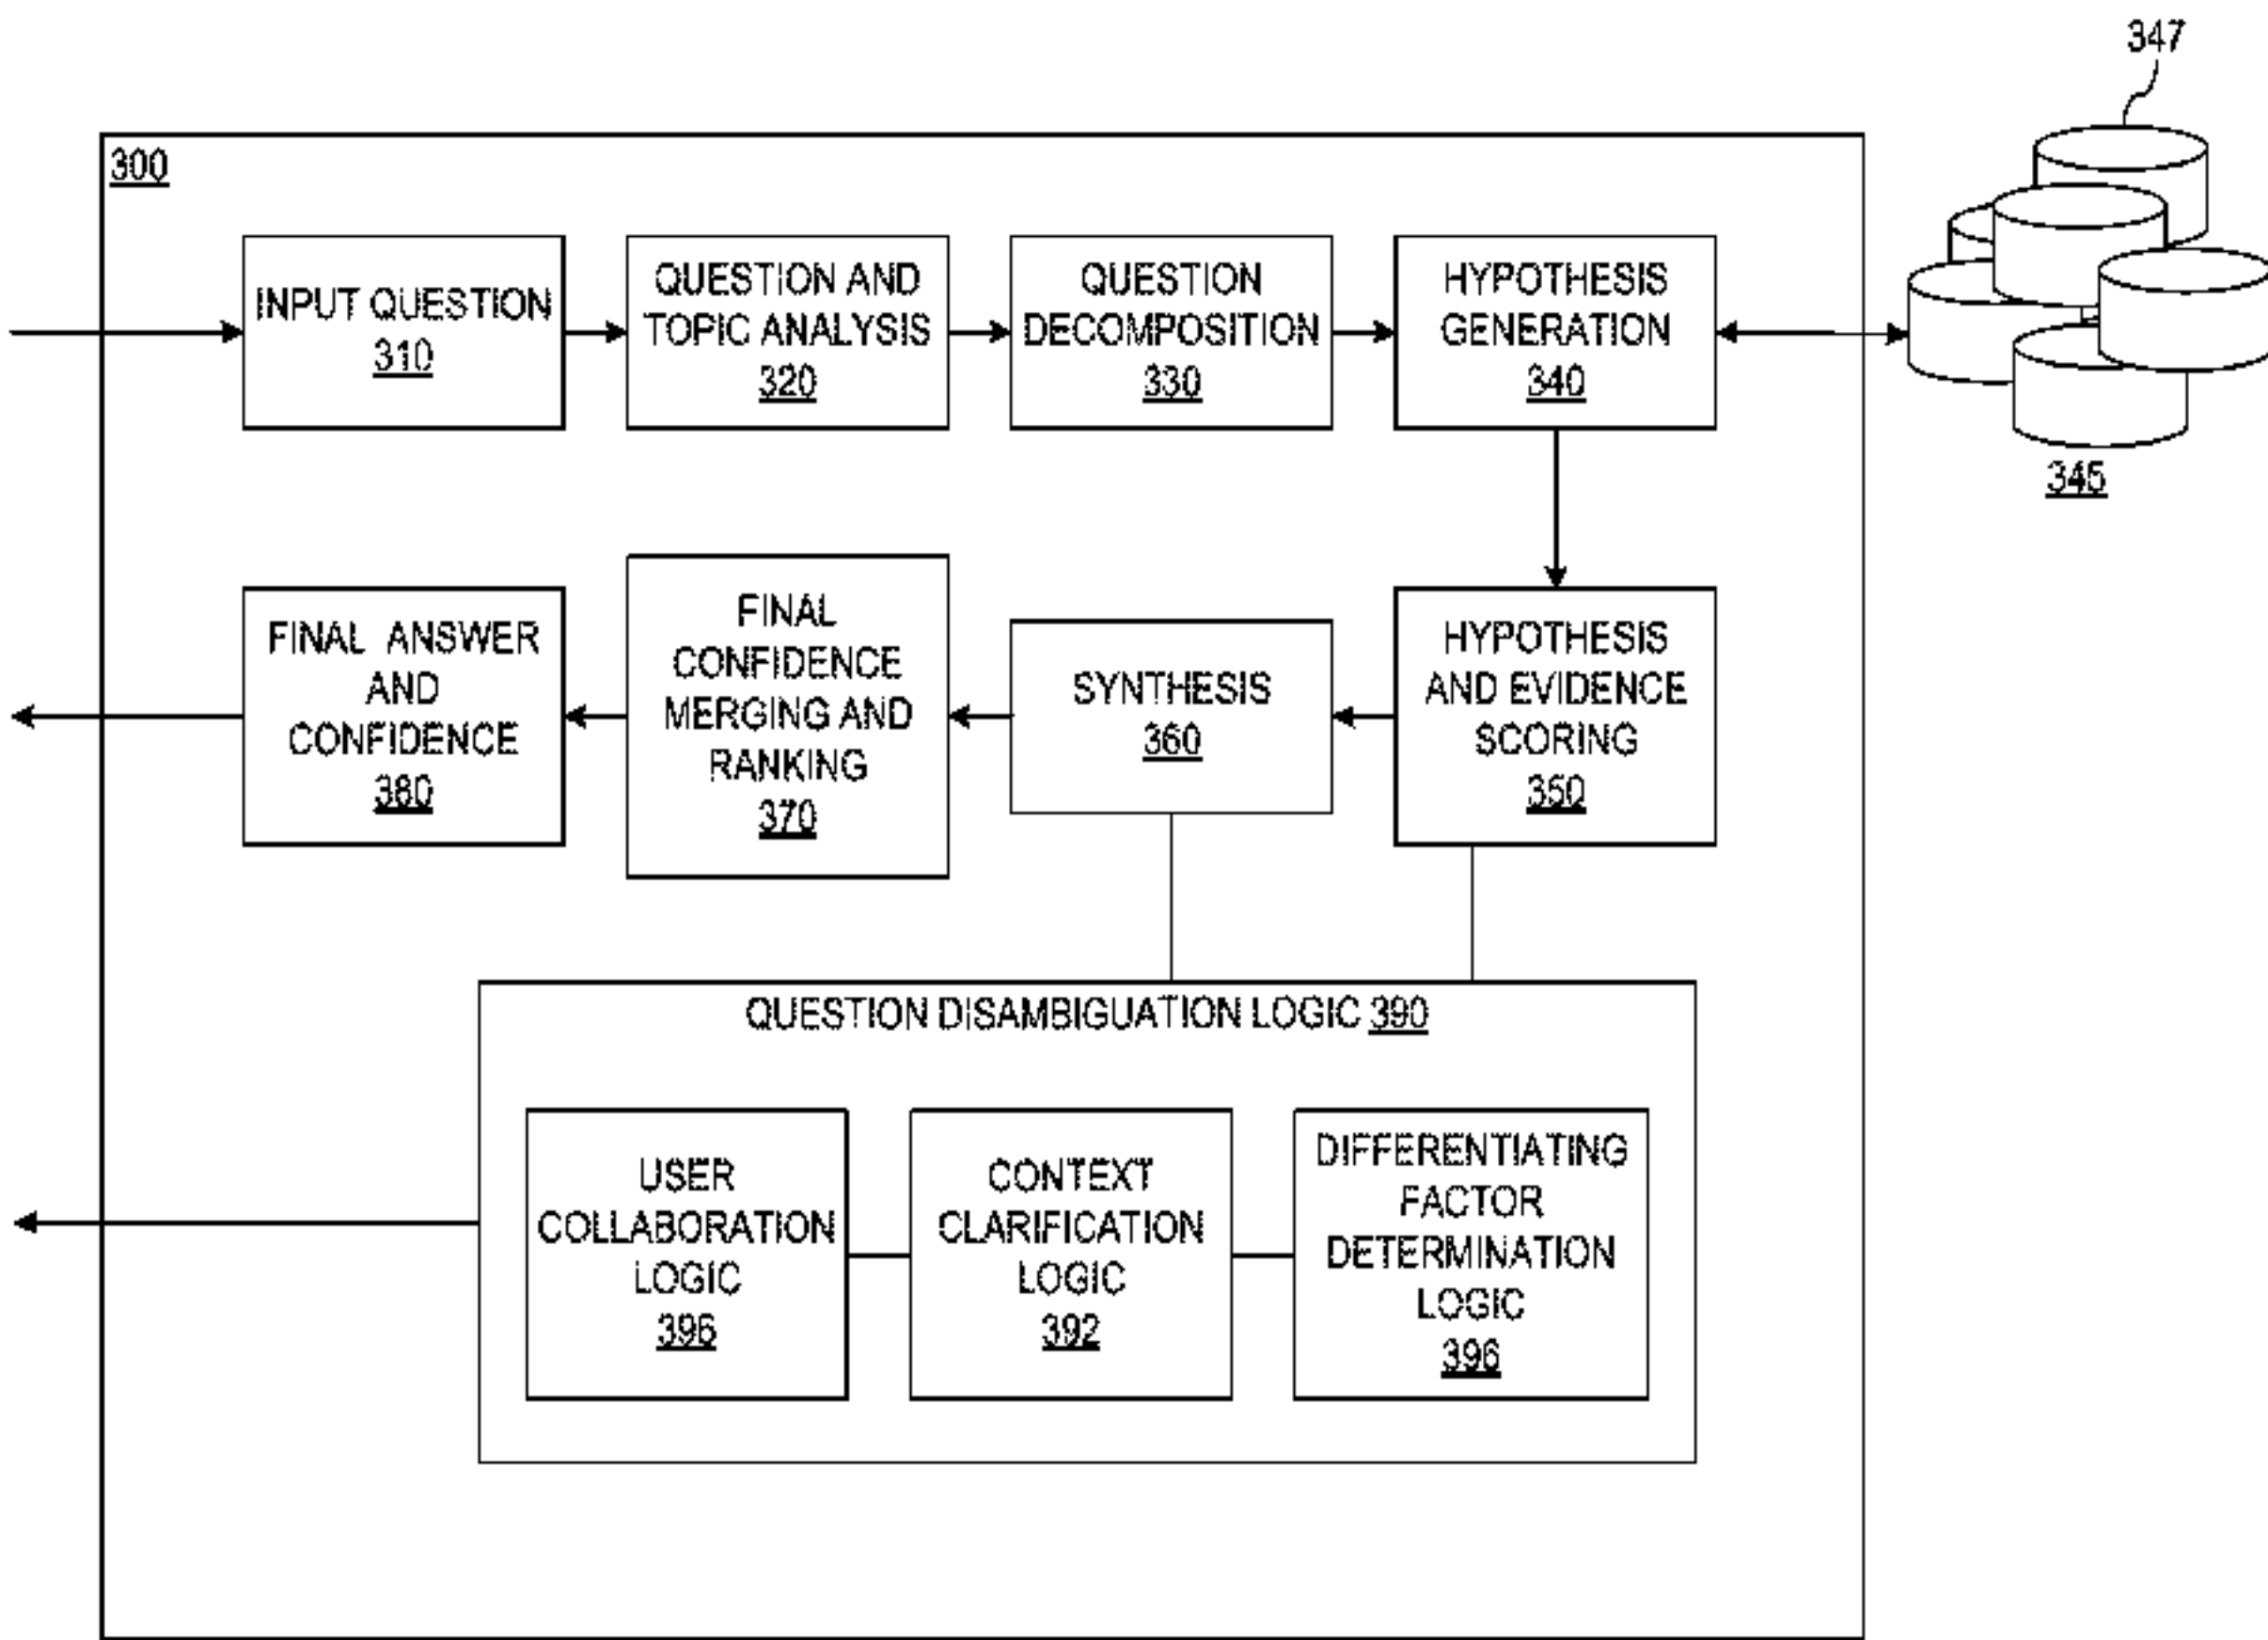 347
300
INPUT QUESTION
310
QUESTION AND
TOPIC ANALYSIS
320
QUESTION
DECOMPOSITION
330
HYPOTHESIS
GENERATION
340
345
FINAL ANSWER
AND
CONFIDENCE
380
FINAL
CONFIDENCE
MERGING AND
RANKING
370
SYNTHESIS
360
HYPOTHESIS
AND EVIDENCE
SCORING
350
QUESTION DISAMBIGUATION LOGIC 390
USER
COLLABORATION
LOGIC
396
CONTEXT
CLARIFICATION
LOGIC
392
DIFFERENTIATING
FACTOR
DETERMINATION
LOGIC
396